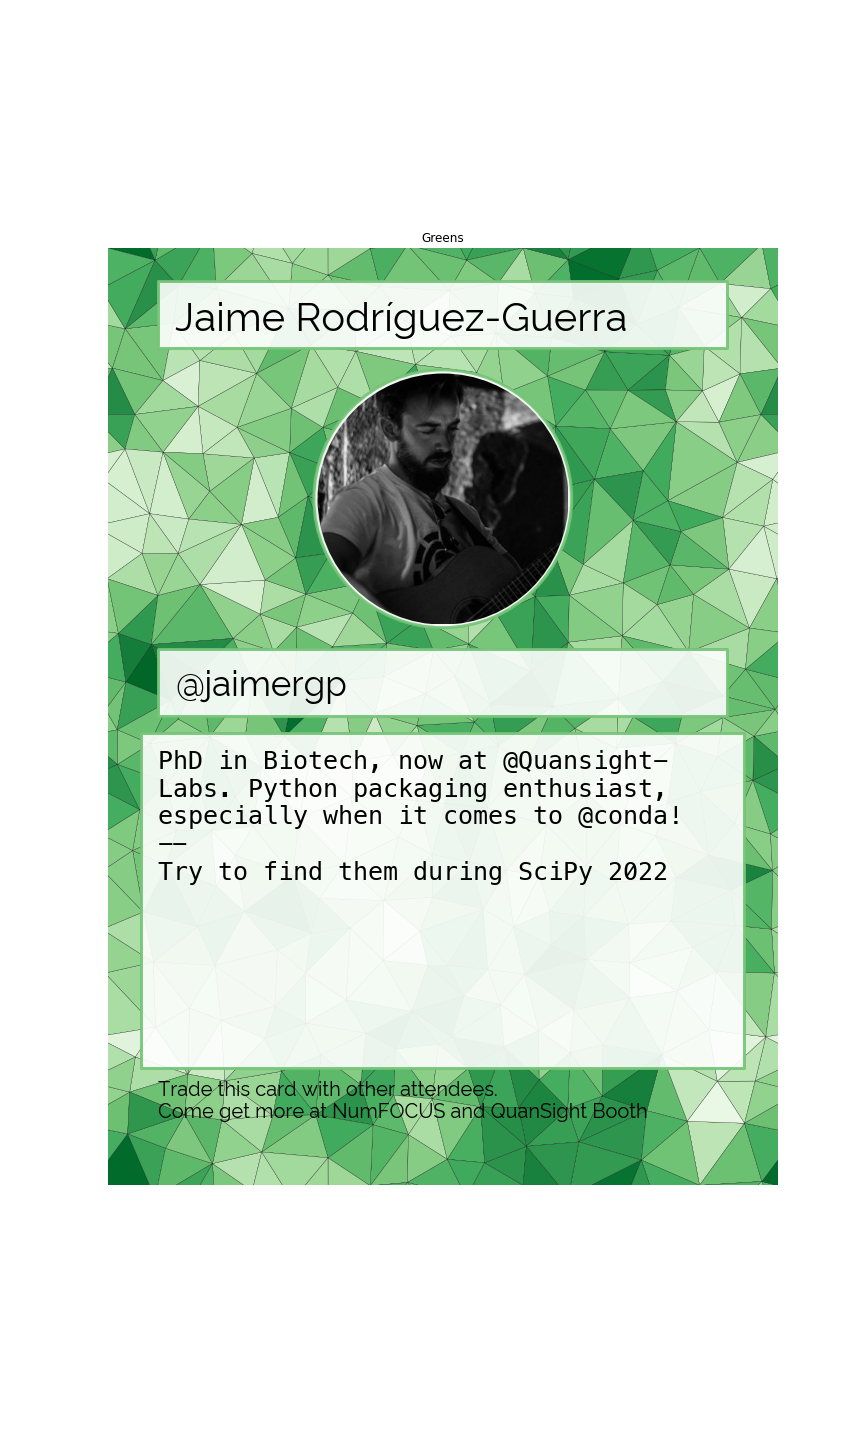 Greens
Jaime Rodríguez-Guerra
@jaimergp
PhD in Biotech, now at @Quansight-
Labs. Python packaging enthusiast,
especially when it comes to @conda!
--
Try to find them during SciPy 2022
Trade this card with other attendees.
Come get more at NumFOCUS and QuanSight Booth